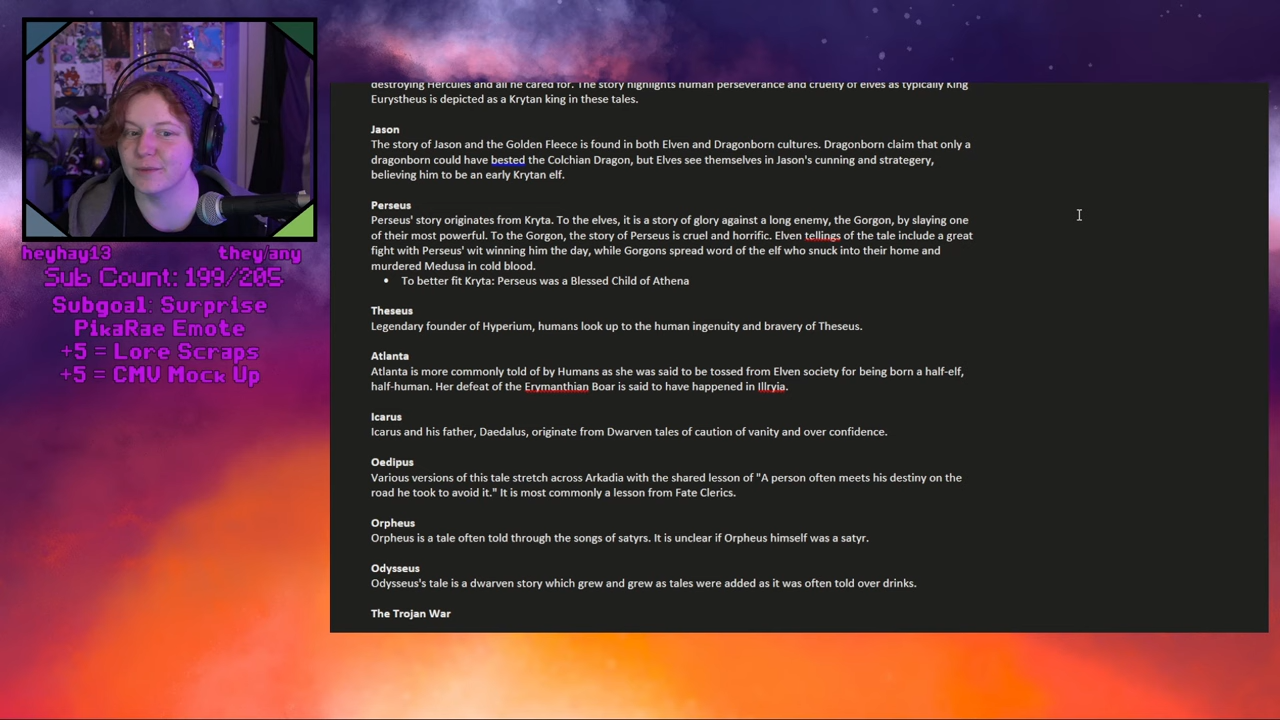 heyhay13 they/any
Sub Count: 199/205
Subgoal: Surprise
PikaRae Emote
+5 = Lore Scraps
+5 = CMV Mock Up
destroying Hercules and all he cared for. The story highlights human perseverance and cruelty of elves as typically King
Eurystheus is depicted as a Krytan king in these tales.
Jason
The story of Jason and the Golden Fleece is found in both Elven and Dragonborn cultures. Dragonborn claim that only a
dragonborn could have bested the Colchian Dragon, but Elves see themselves in Jason's cunning and strategery,
believing him to be an early Krytan elf.
Perseus
Perseus' story originates from Kryta. To the elves, it is a story of glory against a long enemy, the Gorgon, by slaying one
of their most powerful. To the Gorgon, the story of Perseus is cruel and horrific. Elven tellings of the tale include a great
fight with Perseus' wit winning him the day, while Gorgons spread word of the elf who snuck into their home and
murdered Medusa in cold blood.
• To better fit Kryta: Perseus was a Blessed Child of Athena
Theseus
Legendary founder of Hyperium, humans look up to the human ingenuity and bravery of Theseus.
Atlanta
Atlanta is more commonly told of by Humans as she was said to be tossed from Elven society for being born a half-elf,
half-human. Her defeat of the Erymanthian Boar is said to have happened in Illryia.
Icarus
Icarus and his father, Daedalus, originate from Dwarven tales of caution of vanity and over confidence.
Oedipus
Various versions of this tale stretch across Arkadia with the shared lesson of "A person often meets his destiny on the
road he took to avoid it." It is most commonly a lesson from Fate Clerics.
Orpheus
Orpheus is a tale often told through the songs of satyrs. It is unclear if Orpheus himself was a satyr.
Odysseus
Odysseus's tale is a dwarven story which grew and grew as tales were added as it was often told over drinks.
The Trojan War